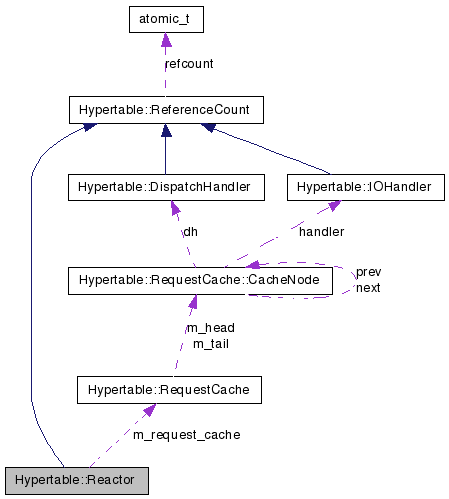 atomic_t
refcount
Hypertable::ReferenceCount
Hypertable::DispatchHandler
Hypertable::IOHandler
dh
handler
Hypertable::RequestCache::CacheNode
prev
next
m_head
m_tail
Hypertable::RequestCache
m_request_cache
Hypertable::Reactor